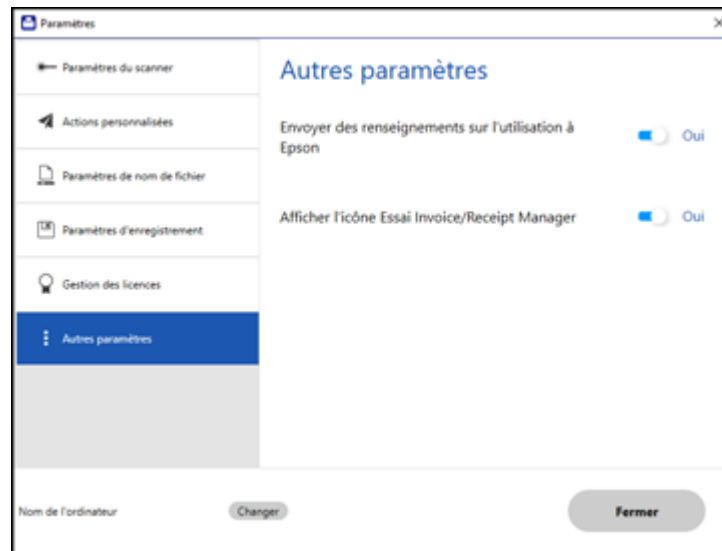 Paramètres
Paramètres du scanner
Actions personnalisées
Paramètres de nom de fichier
Paramètres d'enregistrement
Gestion des licences
Autres paramètres
Autres paramètres
Envoyer des renseignements sur l'utilisation à
Epson
Oui
Afficher l'icône Essai Invoice/Receipt Manager
Oui
Nom de l'ordinateur
Changer
Fermer